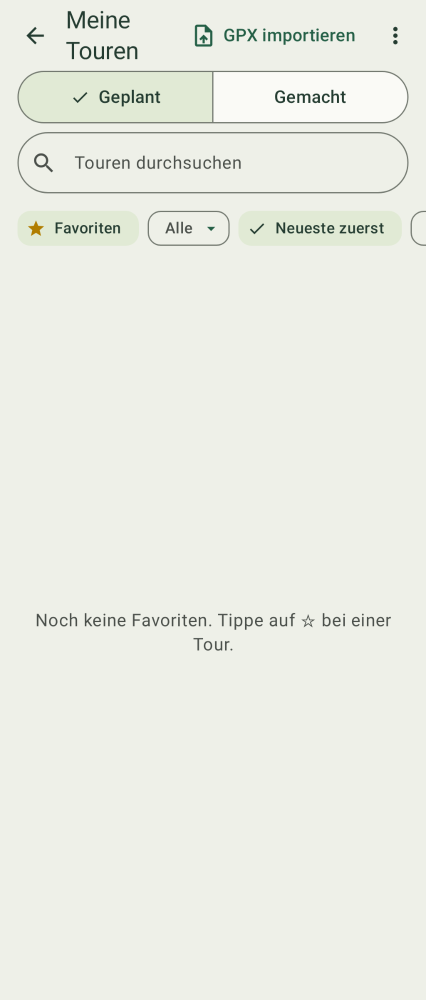 Meine
Touren
GPX importieren
Geplant
Gemacht
Touren durchsuchen
Favoriten
Alle
Neueste zuerst
Noch keine Favoriten. Tippe auf ☆ bei einer
Tour.